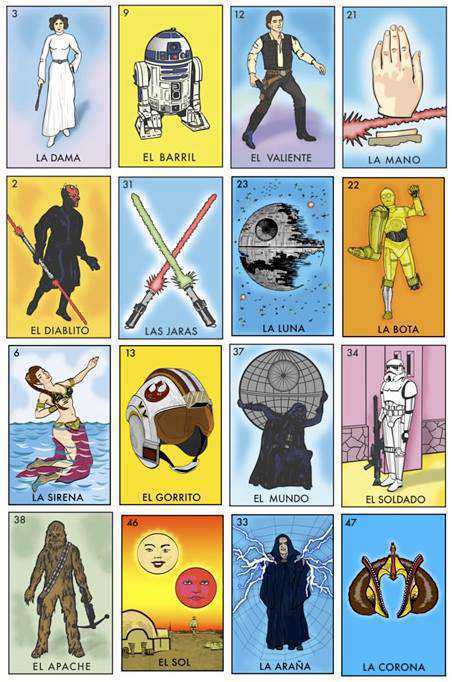 3
LA DAMA
9
EL BARRIL
12
EL VALIENTE
21
LA MANO
2
EL DIABLITO
31
LAS JARAS
23
LA LUNA
22
LA BOTA
6
LA SIRENA
13
EL GORRITO
37
EL MUNDO
34
EL SOLDADO
38
EL APACHE
46
EL SOL
33
LA ARAÑA
47
LA CORONA